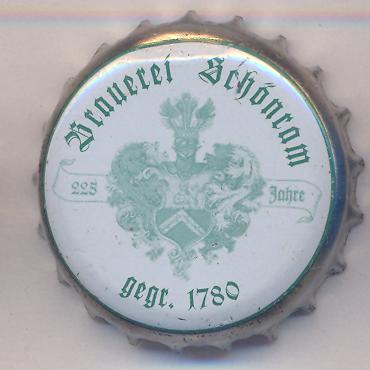 Brauerei Schönram
225 Jahre
gegr. 1780